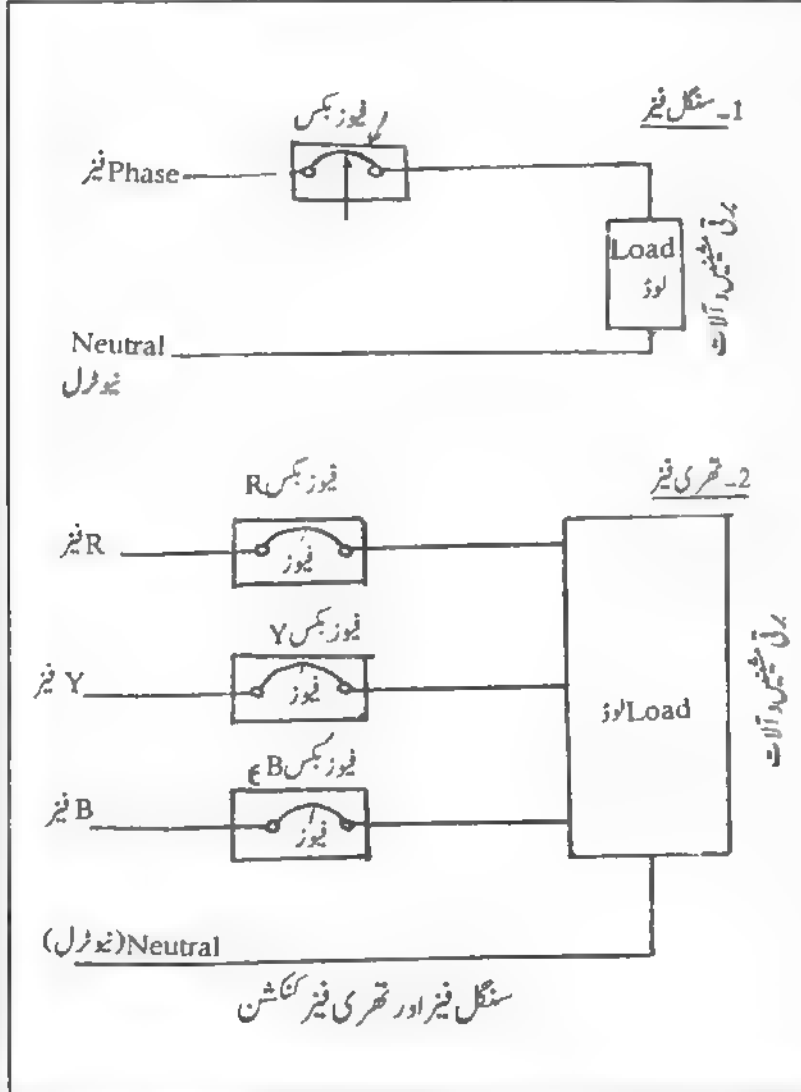 1۔ سنگل فیز
فیوز بکس
فیز Phase
Load
لوڈ
برقی مشینیں و آلات
Neutral
نیوٹرل
2۔ تھری فیز
فیوز بکس R
فیز R
فیوز
فیوز بکس Y
فیز Y
فیوز
لوڈ Load
برقی مشینیں و آلات
فیوز بکس B ع
فیز B
فیوز
Neutral (نیوٹرل)
سنگل فیز اور تھری فیز کنکشن